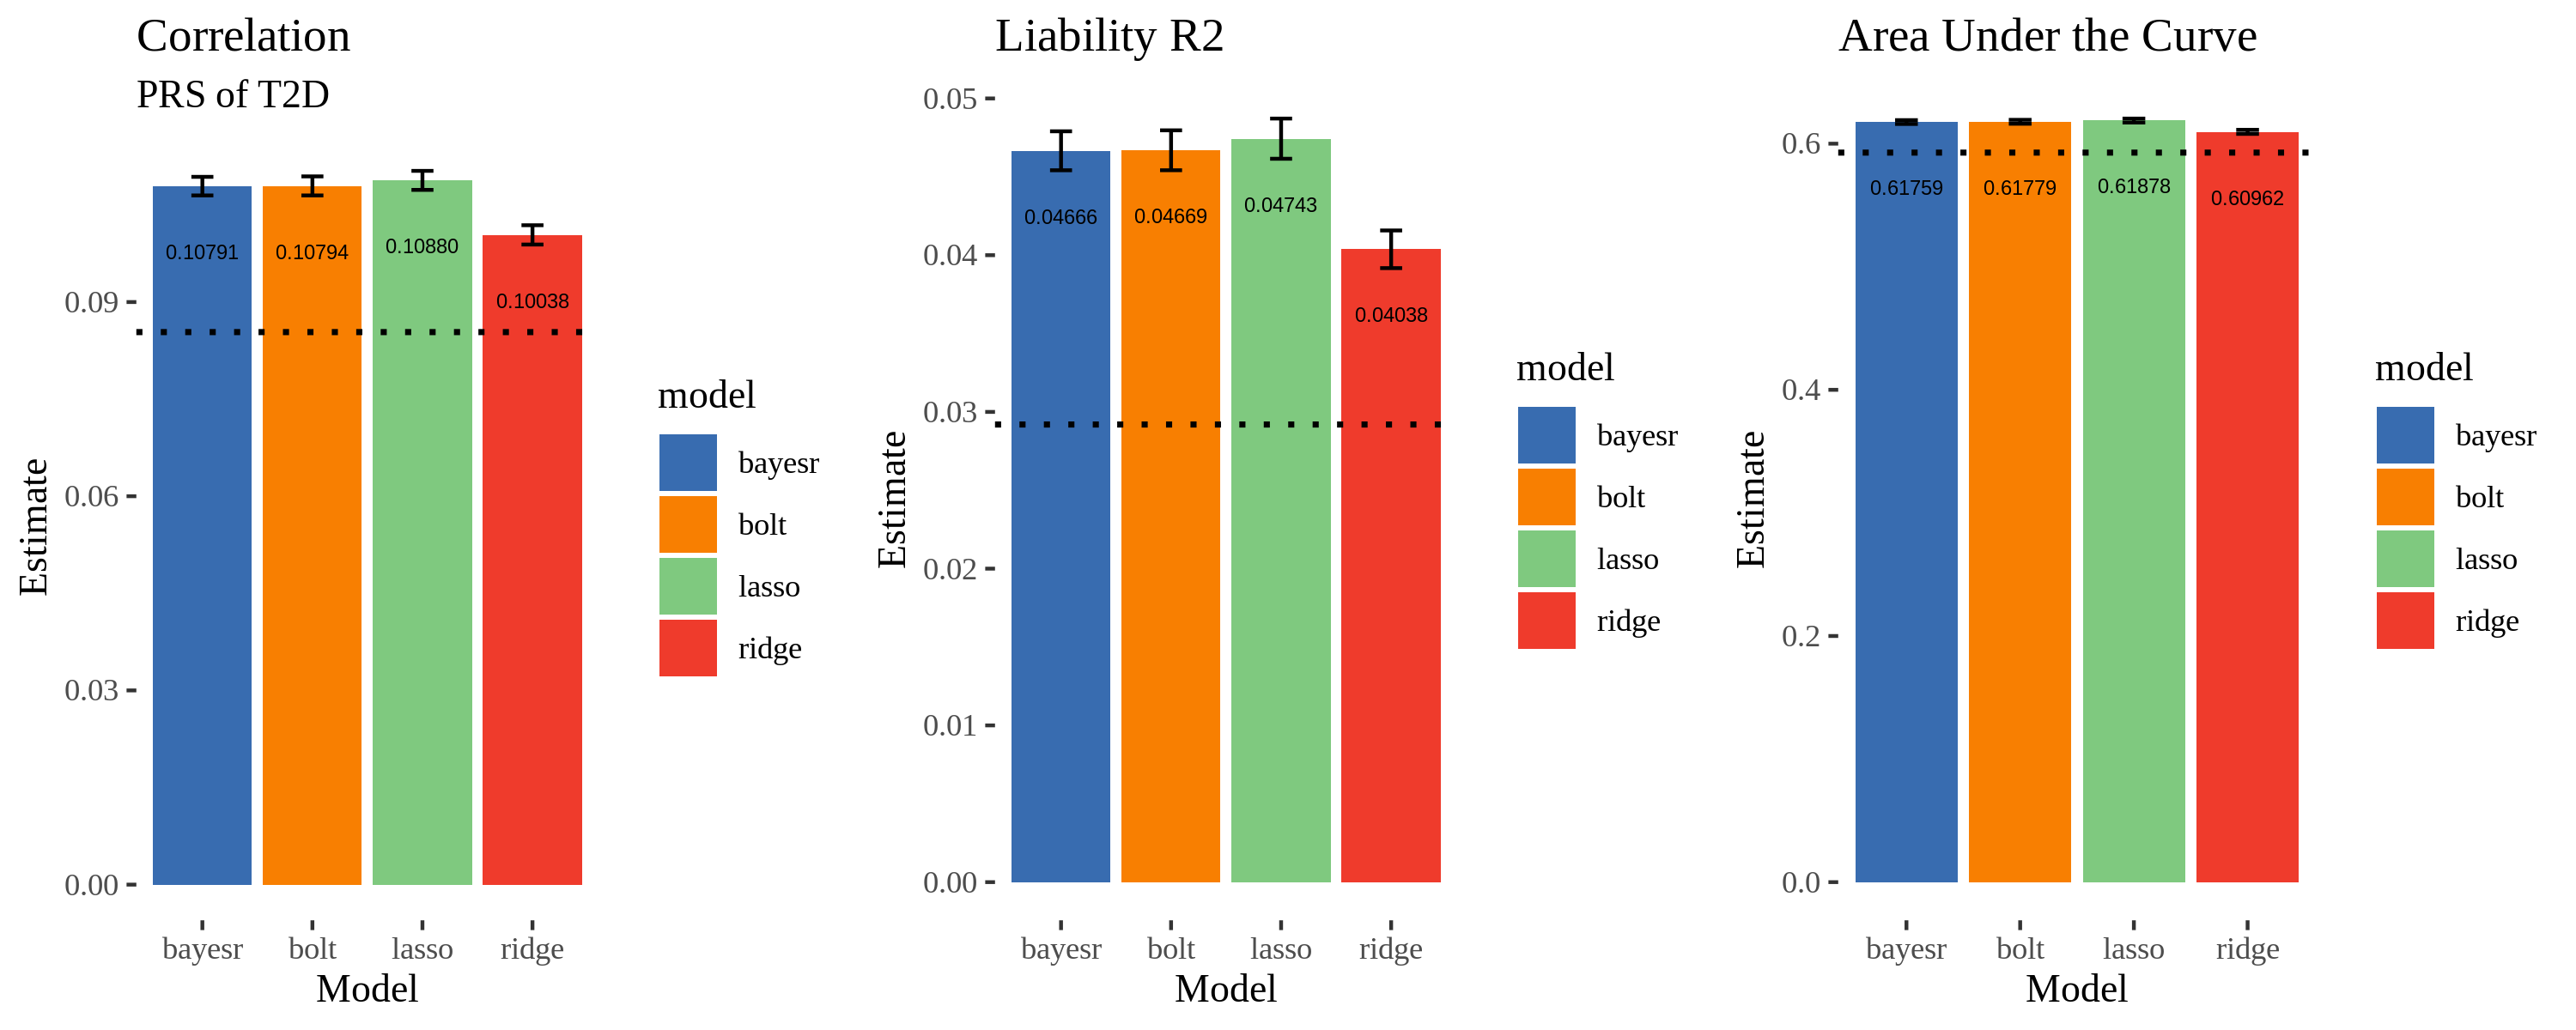 Correlation
PRS of T2D
Estimate
0.09
0.06
0.03
0.00
0.10791
0.10794
0.10880
0.10038
bayesr
bolt
lasso
ridge
Model
model
bayesr
bolt
lasso
ridge
Liability R2
Estimate
0.05
0.04
0.03
0.02
0.01
0.00
0.04666
0.04669
0.04743
0.04038
bayesr
bolt
lasso
ridge
Model
model
bayesr
bolt
lasso
ridge
Area Under the Curve
Estimate
0.6
0.4
0.2
0.0
0.61759
0.61779
0.61878
0.60962
bayesr
bolt
lasso
ridge
Model
model
bayesr
bolt
lasso
ridge